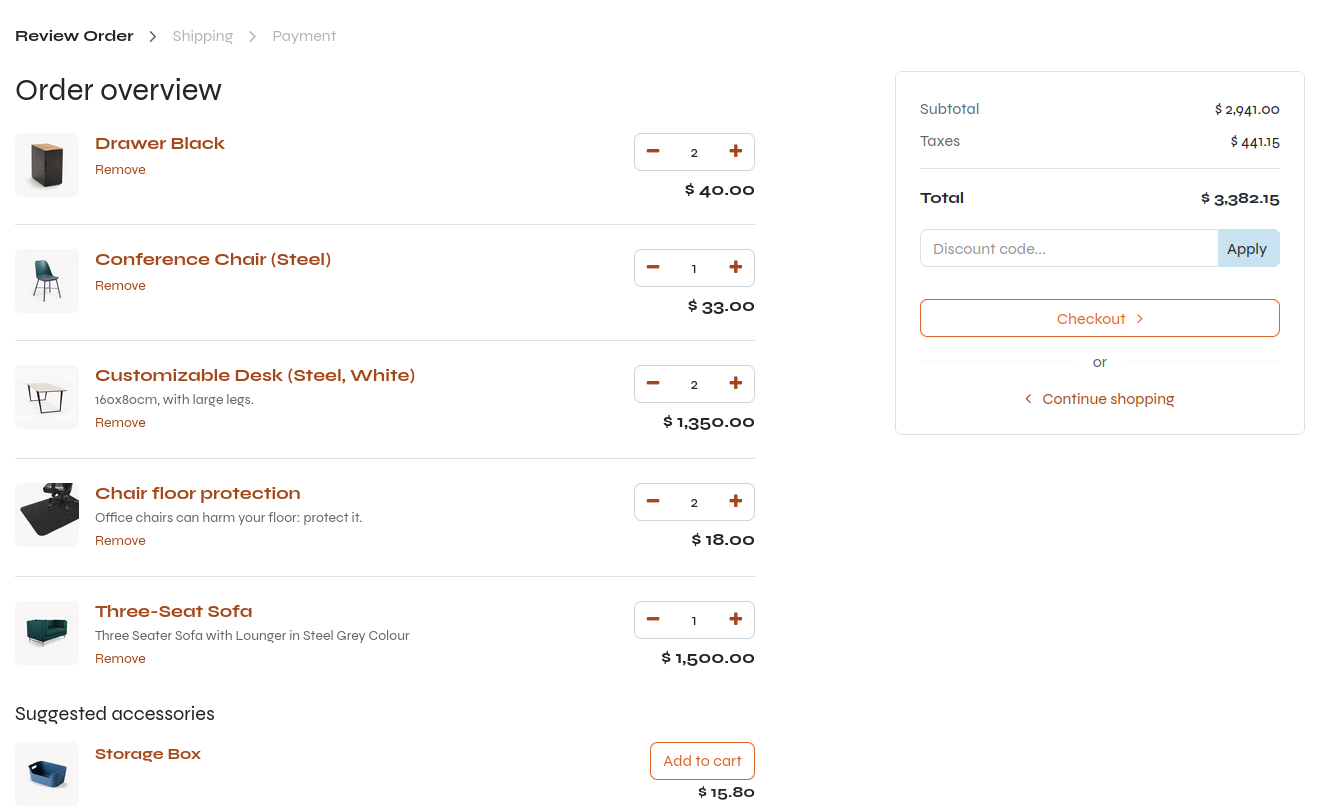 Review Order > Shipping > Payment
Order overview
Drawer Black
Remove
2
$ 40.00
Conference Chair (Steel)
Remove
1
$ 33.00
Customizable Desk (Steel, White)
160x80cm, with large legs.
Remove
2
$ 1,350.00
Chair floor protection
Office chairs can harm your floor: protect it.
Remove
2
$ 18.00
Three-Seat Sofa
Three Seater Sofa with Lounger in Steel Grey Colour
Remove
1
$ 1,500.00
Suggested accessories
Storage Box
Add to cart
$ 15.80
Subtotal $ 2,941.00
Taxes $ 441.15
Total $ 3,382.15
Discount code... Apply
Checkout >
or
< Continue shopping